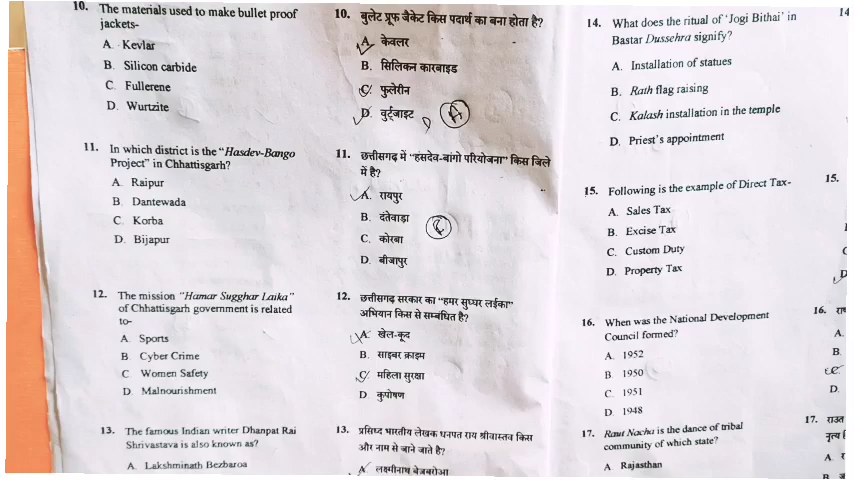 10. The materials used to make bullet proof
jackets-
A. Kevlar
B. Silicon carbide
C. Fullerene
D. Wurtzite
11. In which district is the "Hasdev-Bango
Project" in Chhattisgarh?
A. Raipur
B. Dantewada
C. Korba
D. Bijapur
12. The mission "Hamar Sugghar Laika"
of Chhattisgarh government is related
to-
A. Sports
B. Cyber Crime
C. Women Safety
D. Malnourishment
13. The famous Indian writer Dhanpat Rai
Shrivastava is also known as?
A. Lakshminath Bezbaroa
10. बुलेट प्रूफ जैकेट किस पदार्थ का बना होता है?
A. केवलर
B. सिलिकन कारबाइड
C. फुलेरीन
D. वुर्ट्जाइट
11. छत्तीसगढ़ में "हसदेव-बांगो परियोजना" किस जिले
में है?
A. रायपुर
B. दंतेवाड़ा
C. कोरबा
D. बीजापुर
12. छत्तीसगढ़ सरकार का "हमर सुघ्घर लईका"
अभियान किस से सम्बंधित है?
A. खेल-कूद
B. साइबर क्राइम
C. महिला सुरक्षा
D. कुपोषण
13. प्रसिध्द भारतीय लेखक धनपत राय श्रीवास्तव किस
और नाम से जाने जाते है?
A. लक्ष्मीनाथ बेजबरोआ
14. What does the ritual of 'Jogi Bithai' in
Bastar Dussehra signify?
A. Installation of statues
B. Rath flag raising
C. Kalash installation in the temple
D. Priest's appointment
15. Following is the example of Direct Tax-
A. Sales Tax
B. Excise Tax
C. Custom Duty
D. Property Tax
16. When was the National Development
Council formed?
A. 1952
B. 1950
C. 1951
D. 1948
17. Raut Nacha is the dance of tribal
community of which state?
A. Rajasthan
14
15.
16.
A.
B.
D.
17. राउत
नृत्य
A.
B.